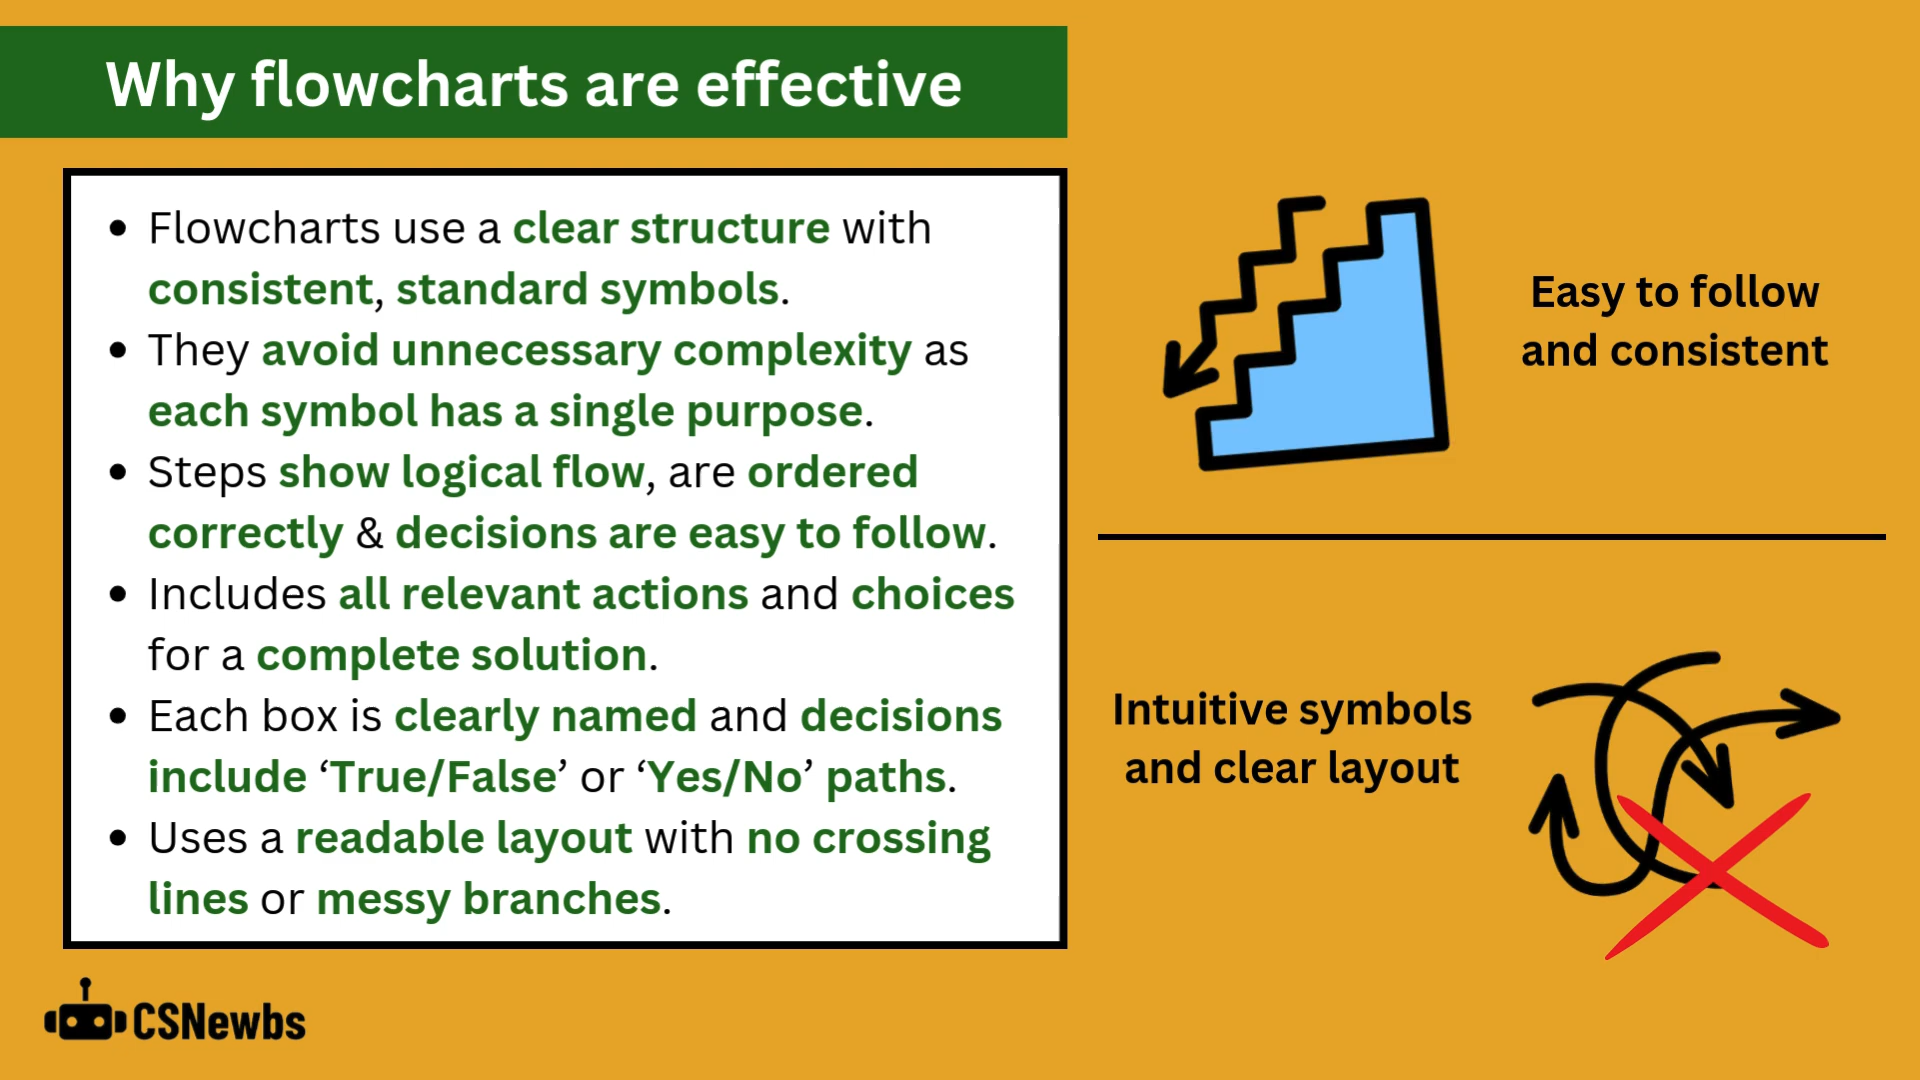 Why flowcharts are effective
• Flowcharts use a clear structure with
consistent, standard symbols.
• They avoid unnecessary complexity as
each symbol has a single purpose.
• Steps show logical flow, are ordered
correctly & decisions are easy to follow.
• Includes all relevant actions and choices
for a complete solution.
• Each box is clearly named and decisions
include ‘True/False’ or ‘Yes/No’ paths.
• Uses a readable layout with no crossing
lines or messy branches.
Easy to follow
and consistent
Intuitive symbols
and clear layout
CSNewbs